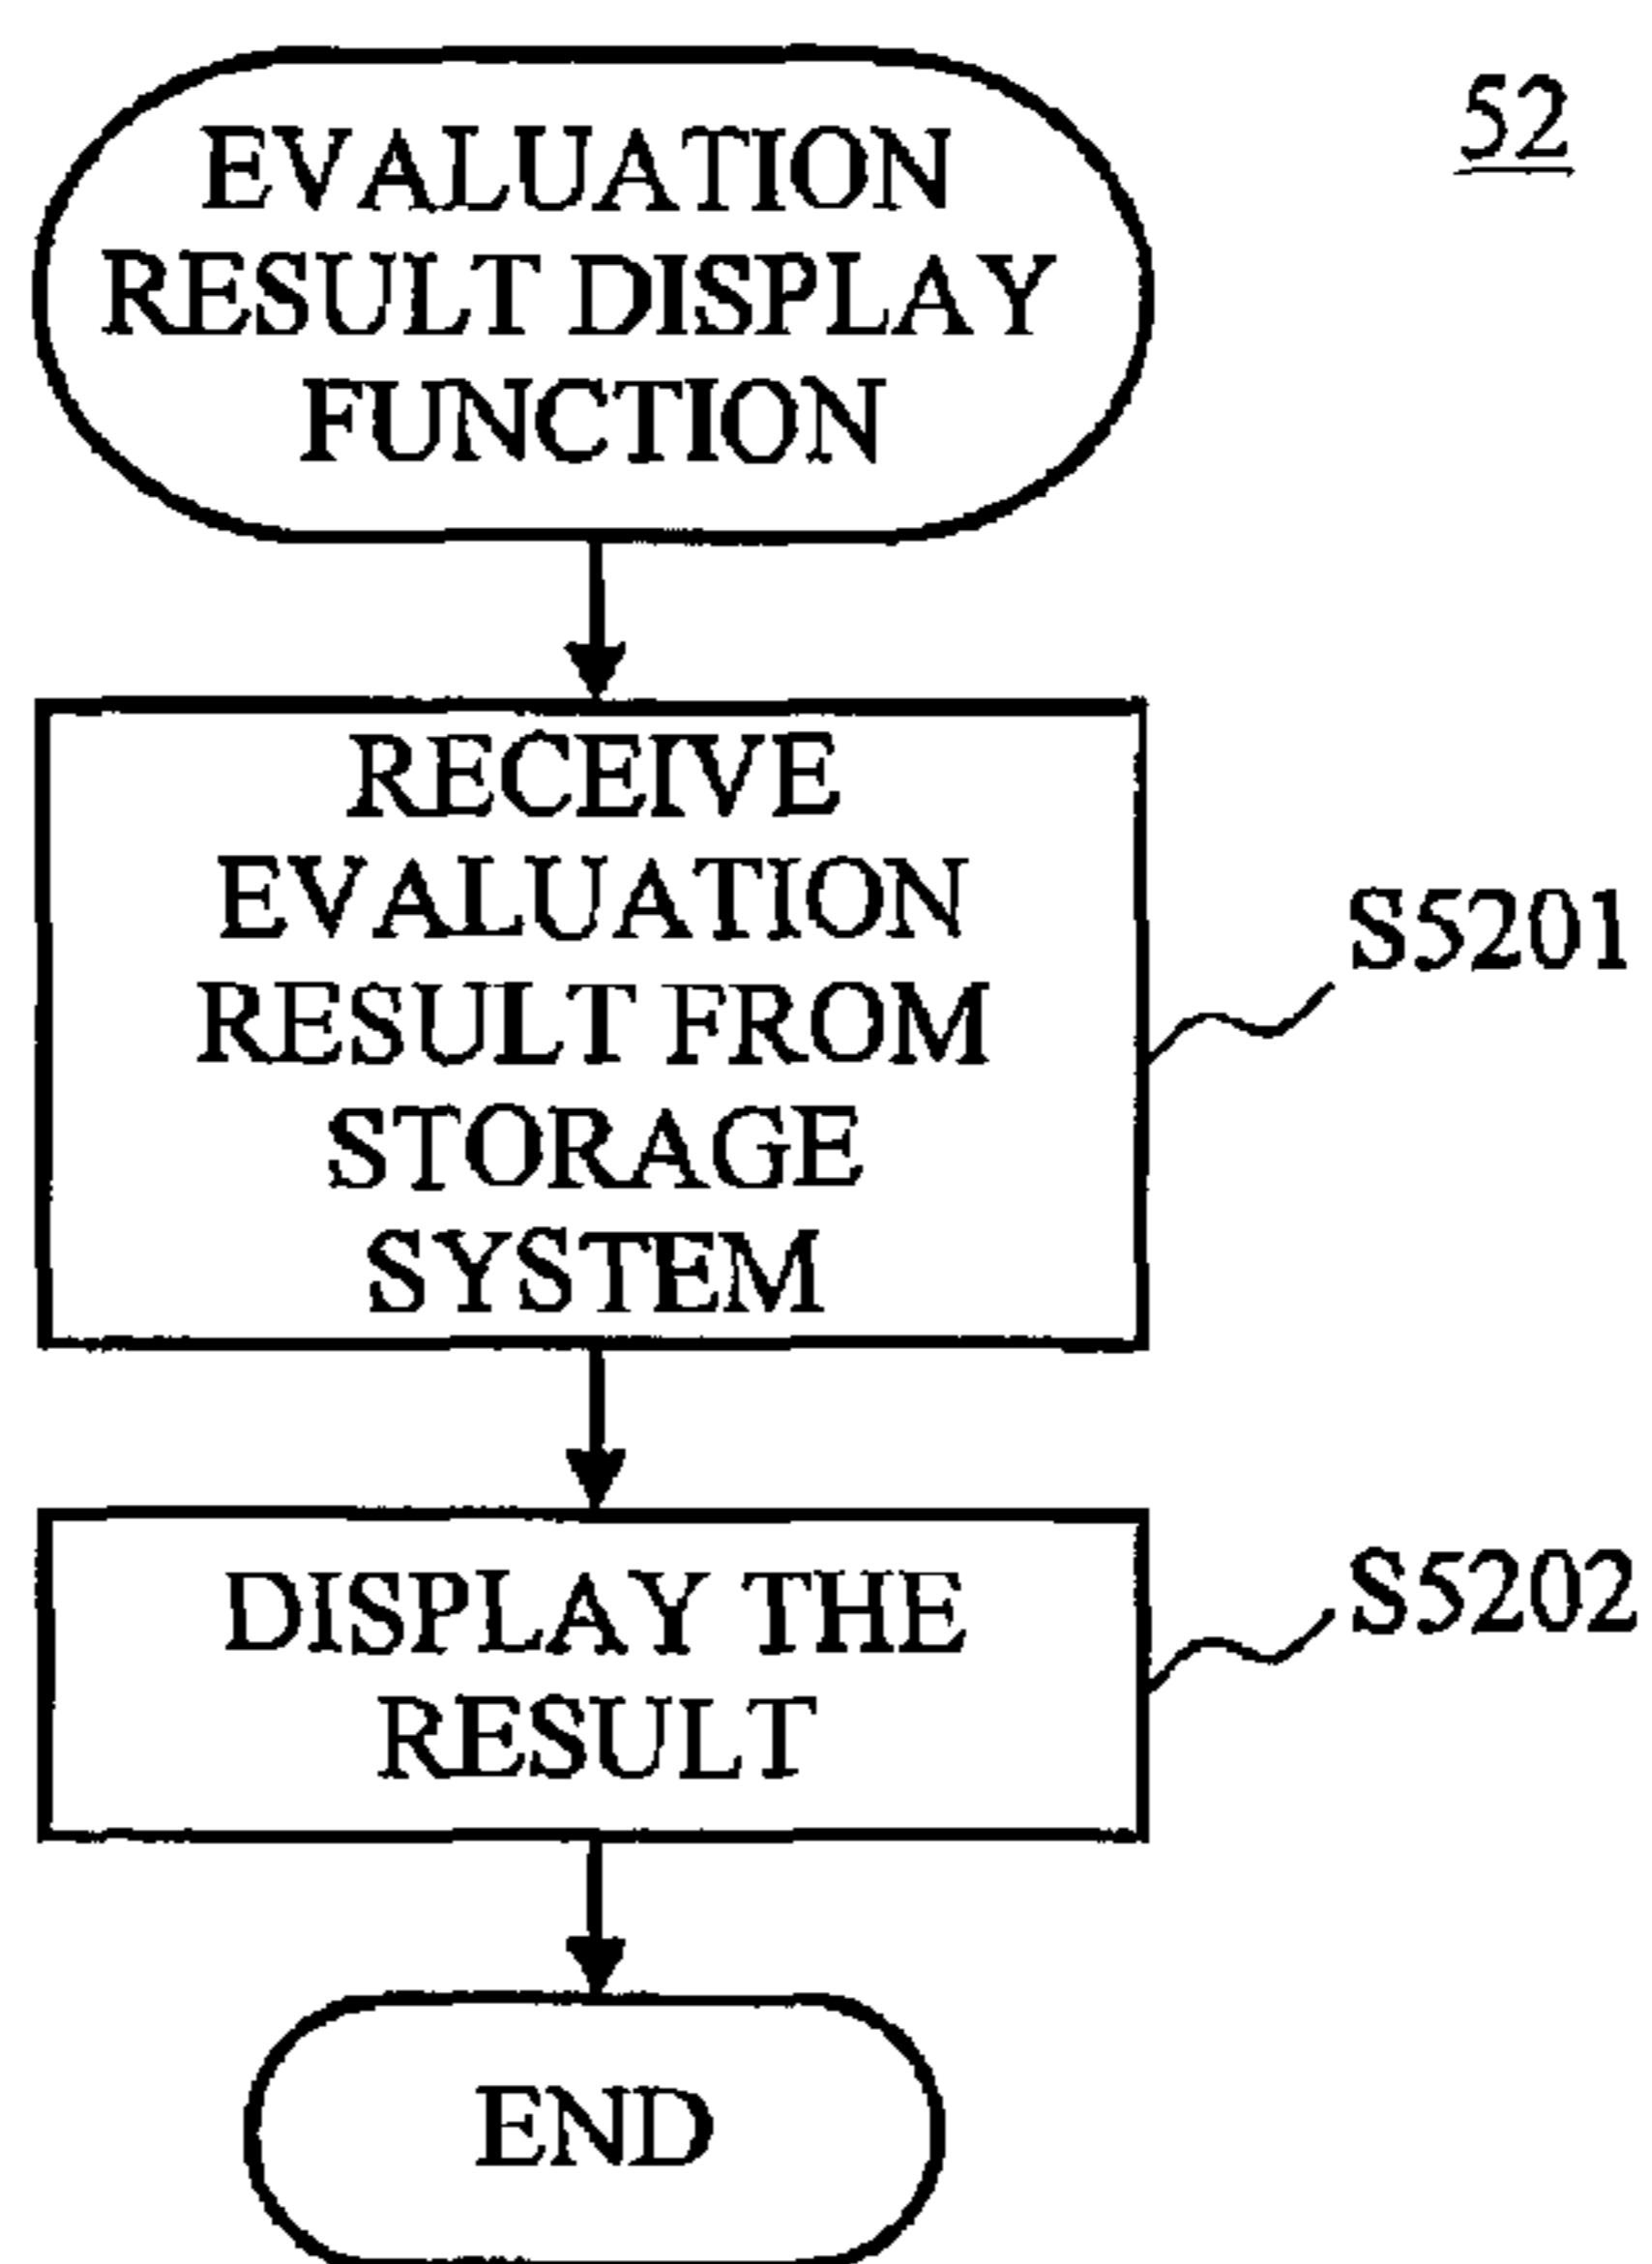 52
EVALUATION
RESULT DISPLAY
FUNCTION
RECEIVE
EVALUATION
RESULT FROM
STORAGE
SYSTEM
S5201
DISPLAY THE
RESULT
S5202
END